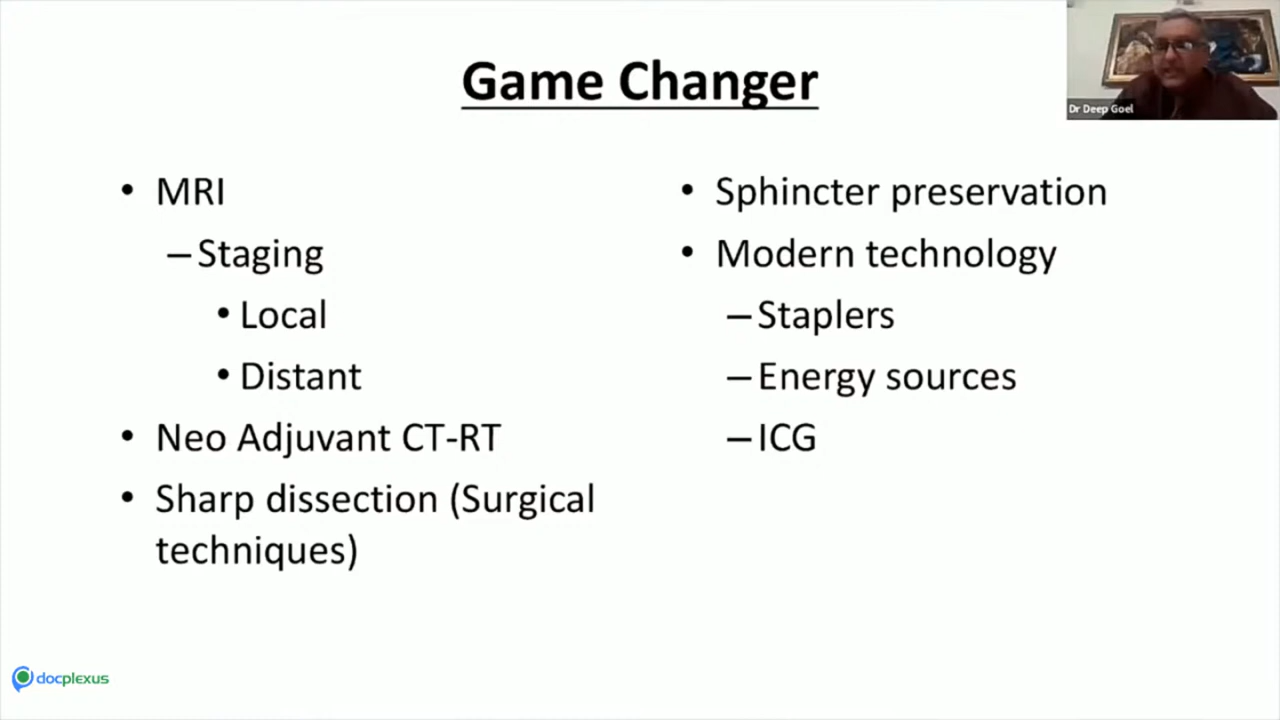 Game Changer
Dr Deep Goel
• MRI
– Staging
• Local
• Distant
• Neo Adjuvant CT-RT
• Sharp dissection (Surgical
techniques)
• Sphincter preservation
• Modern technology
– Staplers
– Energy sources
– ICG
docplexus